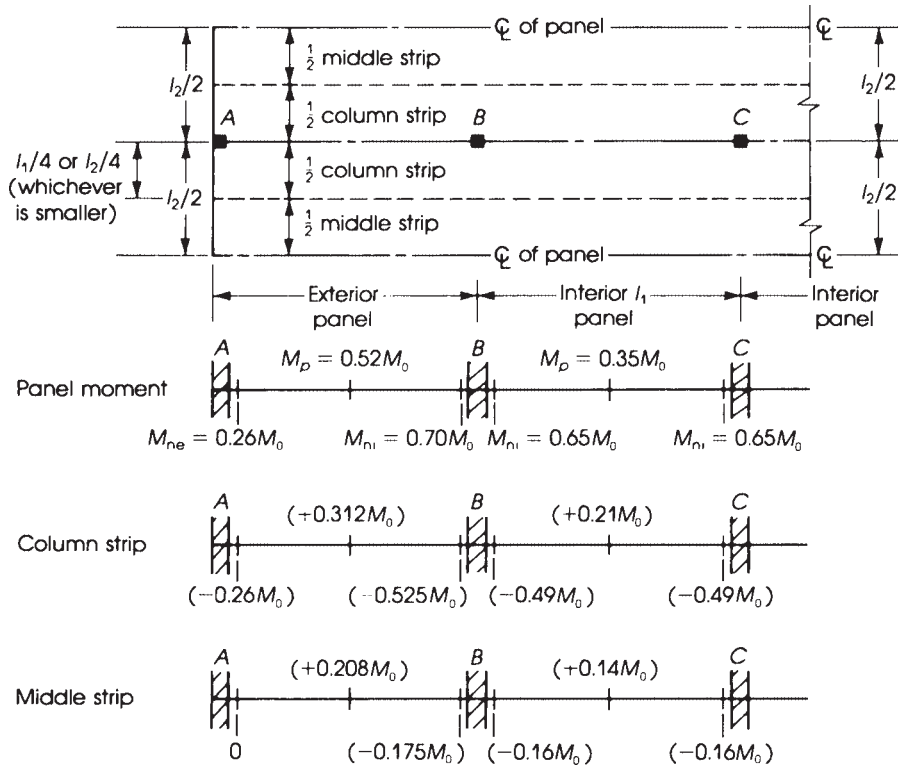 ℄ of panel ℄
½ middle strip
l₂/2 l₂/2
A ½ column strip B C
l₁/4 or l₂/4
(whichever
is smaller)
½ column strip
l₂/2 l₂/2
½ middle strip
℄ of panel ℄
Exterior panel Interior l₁ panel Interior panel
A B C
Mp = 0.52M₀ Mp = 0.35M₀
Panel moment
Mne = 0.26M₀ Mni = 0.70M₀ Mni = 0.65M₀ Mni = 0.65M₀
A B C
(+0.312M₀) (+0.21M₀)
Column strip
(−0.26M₀) (−0.525M₀) (−0.49M₀) (−0.49M₀)
A B C
(+0.208M₀) (+0.14M₀)
Middle strip
0 (−0.175M₀) (−0.16M₀) (−0.16M₀)